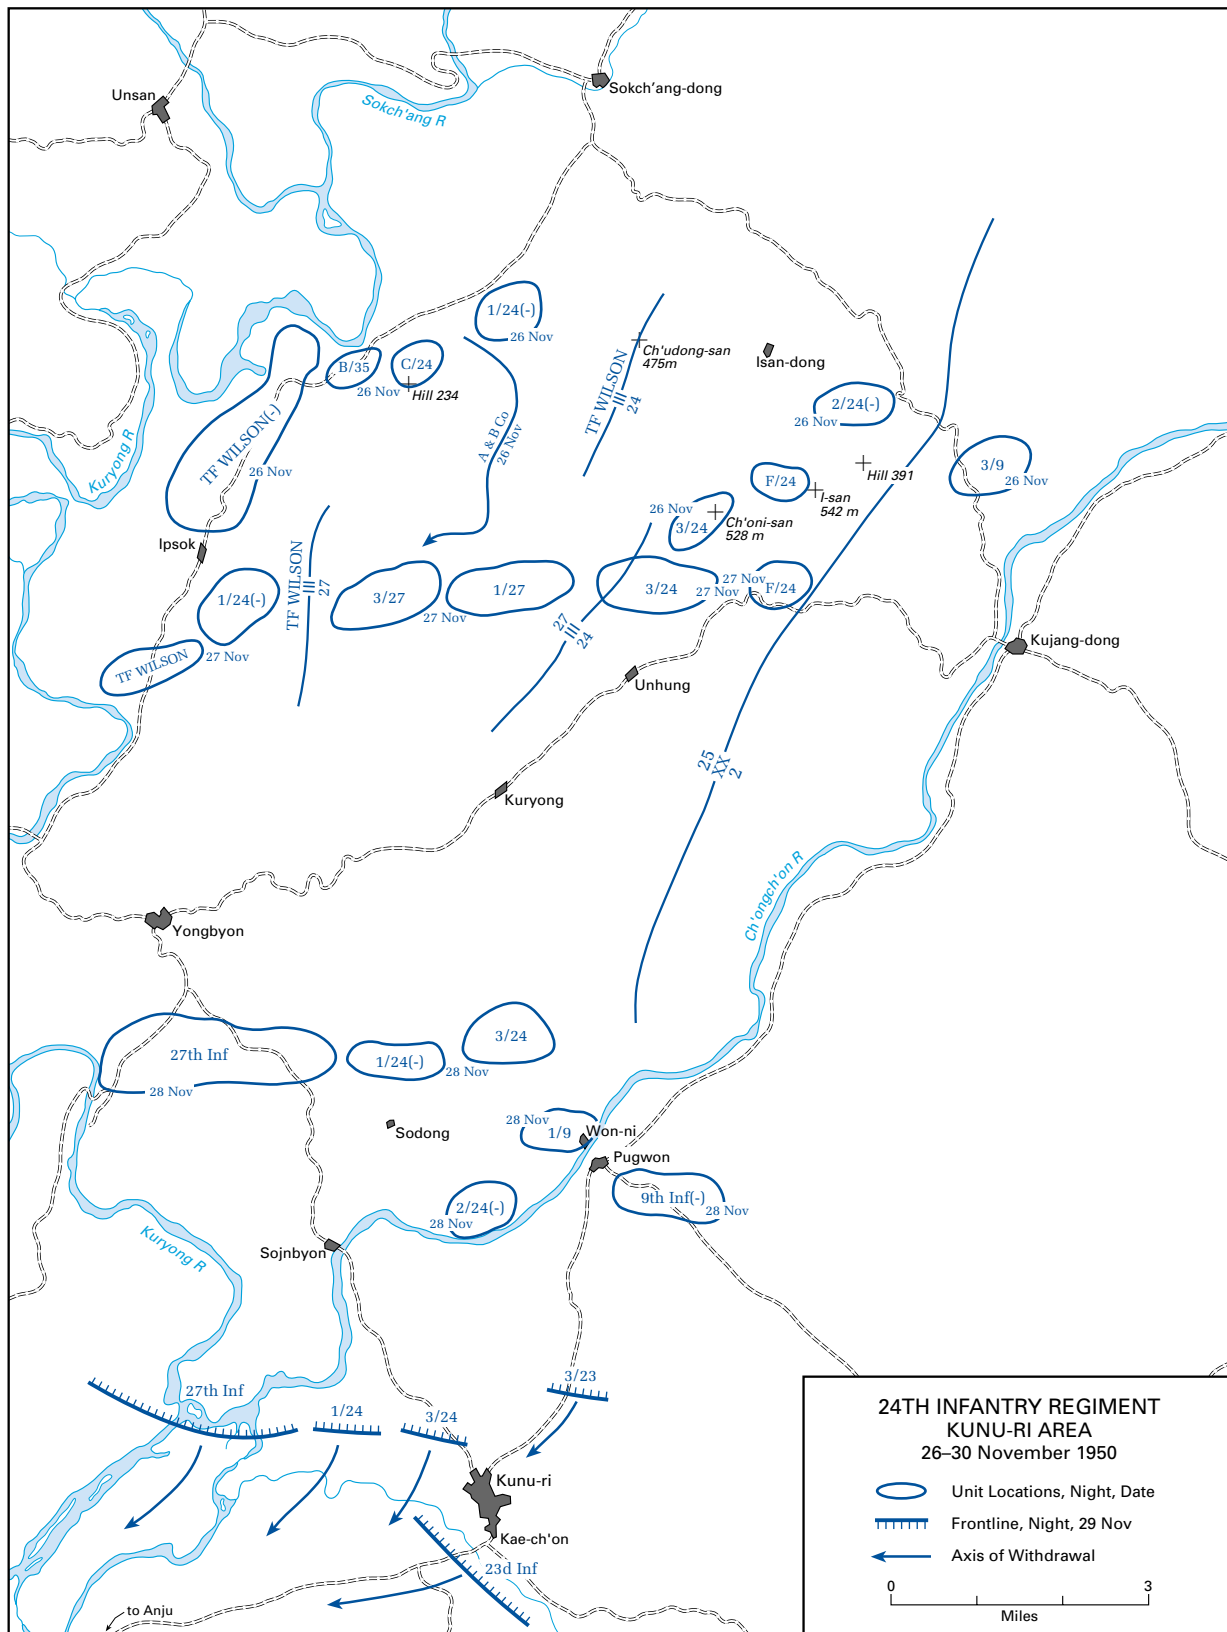 Unsan
Sokch'ang R
Sokch'ang-dong
1/24(-)
26 Nov
B/35
C/24
26 Nov
Hill 234
Ch'udong-san
475m
Isan-dong
TF WILSON
III
24
2/24(-)
26 Nov
TF WILSON(-)
26 Nov
A & B Co
26 Nov
Kuryong R
3/9
26 Nov
Hill 391
F/24
I-san
542 m
26 Nov
3/24
Ch'oni-san
528 m
Ipsok
TF WILSON
III
27
1/24(-)
3/27
27 Nov
1/27
3/24
27 Nov
27 Nov
F/24
27
III
24
TF WILSON
27 Nov
Kujang-dong
Unhung
25
XX
2
Kuryong
Ch'ongch'on R
Yongbyon
27th Inf
28 Nov
1/24(-)
28 Nov
3/24
Sodong
28 Nov
1/9
Won-ni
Pugwon
9th Inf(-)
28 Nov
2/24(-)
28 Nov
Kuryong R
Sojnbyon
27th Inf
1/24
3/24
3/23
Kunu-ri
Kae-ch'on
23d Inf
to Anju
24TH INFANTRY REGIMENT
KUNU-RI AREA
26–30 November 1950
Unit Locations, Night, Date
Frontline, Night, 29 Nov
Axis of Withdrawal
0 3
Miles